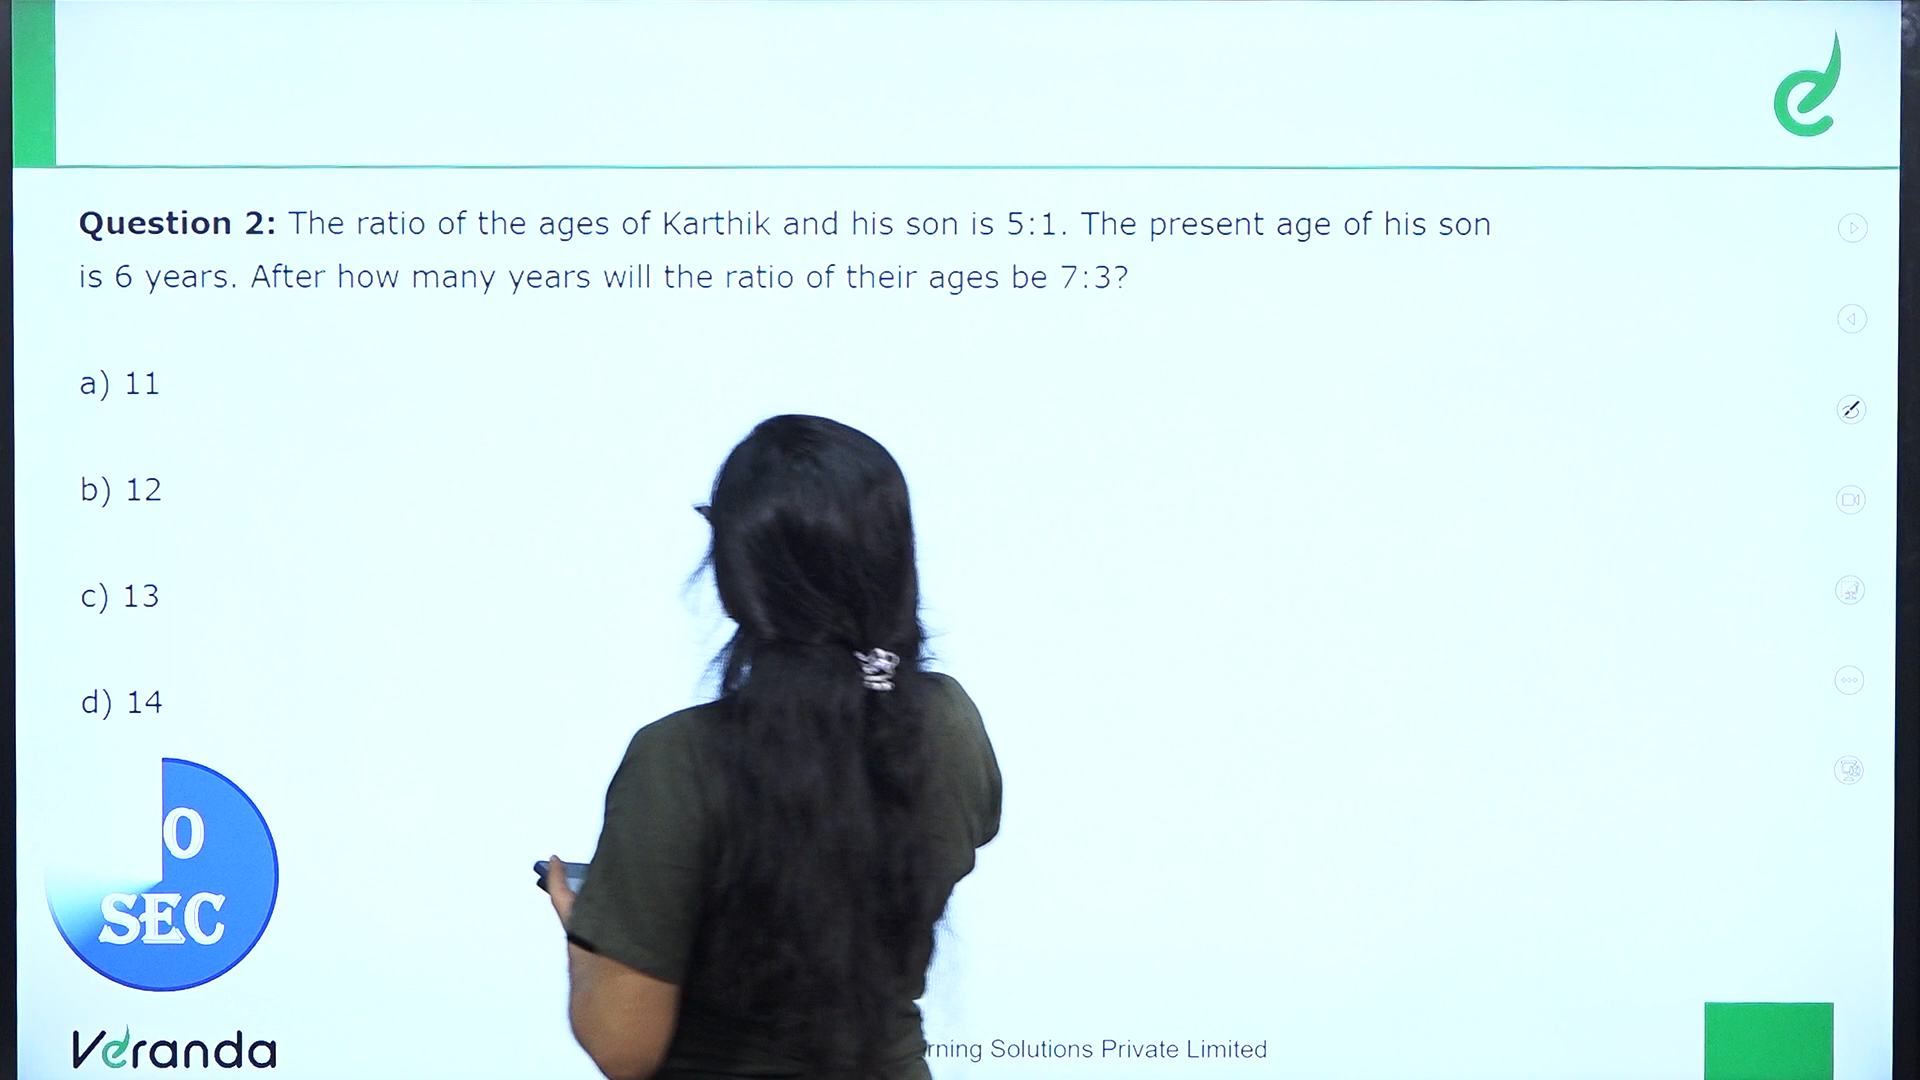 Question 2: The ratio of the ages of Karthik and his son is 5:1. The present age of his son
is 6 years. After how many years will the ratio of their ages be 7:3?
a) 11
b) 12
c) 13
d) 14
0
SEC
Veranda
Solutions Private Limited